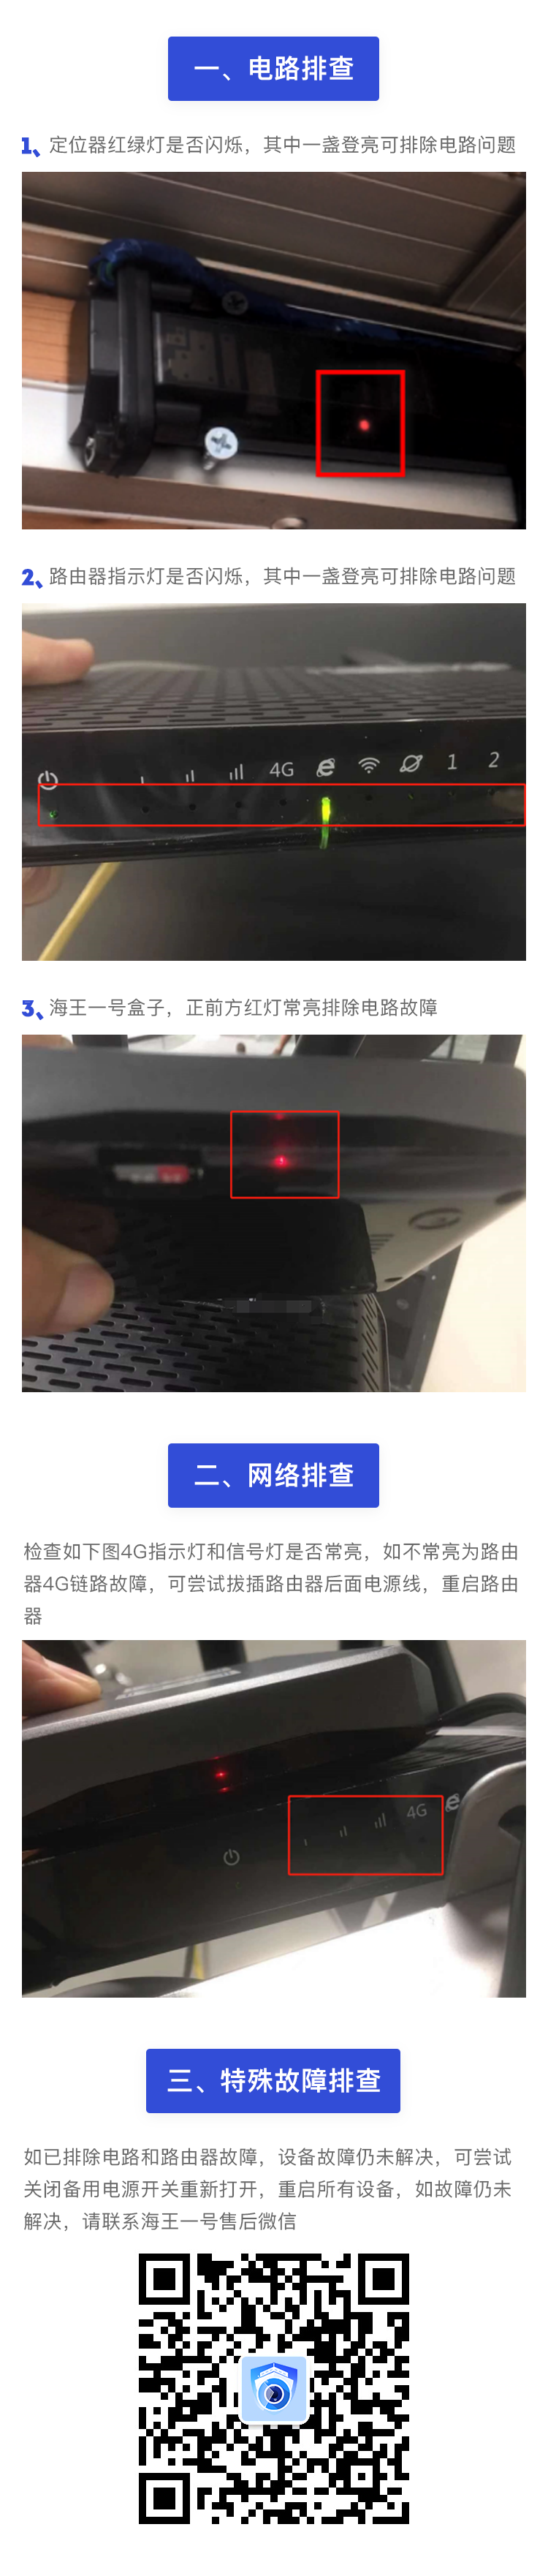 一、电路排查
1、定位器红绿灯是否闪烁，其中一盏登亮可排除电路问题
2、路由器指示灯是否闪烁，其中一盏登亮可排除电路问题
4G
1
2
3、海王一号盒子，正前方红灯常亮排除电路故障
二、网络排查
检查如下图4G指示灯和信号灯是否常亮，如不常亮为路由
器4G链路故障，可尝试拔插路由器后面电源线，重启路由
器
4G
三、特殊故障排查
如已排除电路和路由器故障，设备故障仍未解决，可尝试
关闭备用电源开关重新打开，重启所有设备，如故障仍未
解决，请联系海王一号售后微信